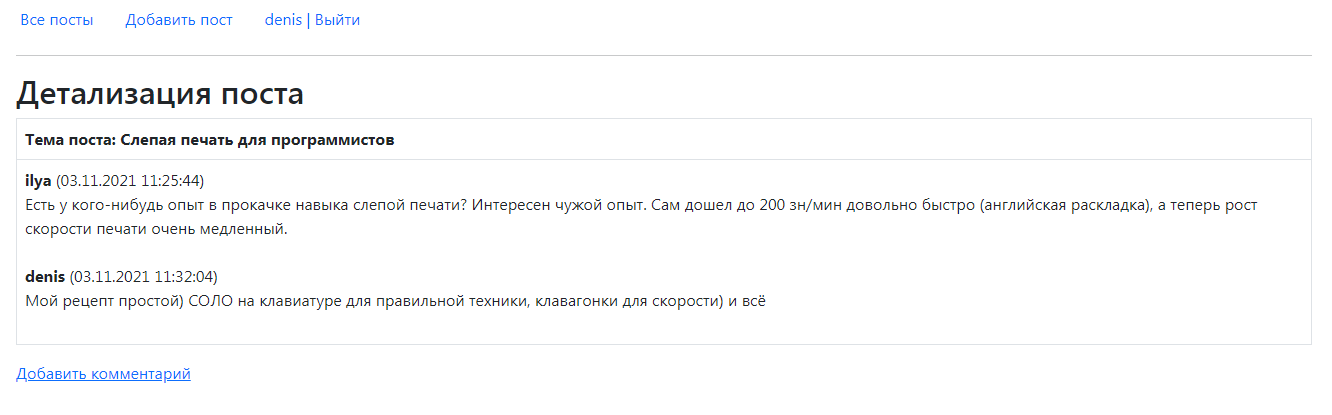 Все посты Добавить пост denis | Выйти
Детализация поста
Тема поста: Слепая печать для программистов
ilya (03.11.2021 11:25:44)
Есть у кого-нибудь опыт в прокачке навыка слепой печати? Интересен чужой опыт. Сам дошел до 200 зн/мин довольно быстро (английская раскладка), а теперь рост
скорости печати очень медленный.
denis (03.11.2021 11:32:04)
Мой рецепт простой) СОЛО на клавиатуре для правильной техники, клавагонки для скорости) и всё
Добавить комментарий